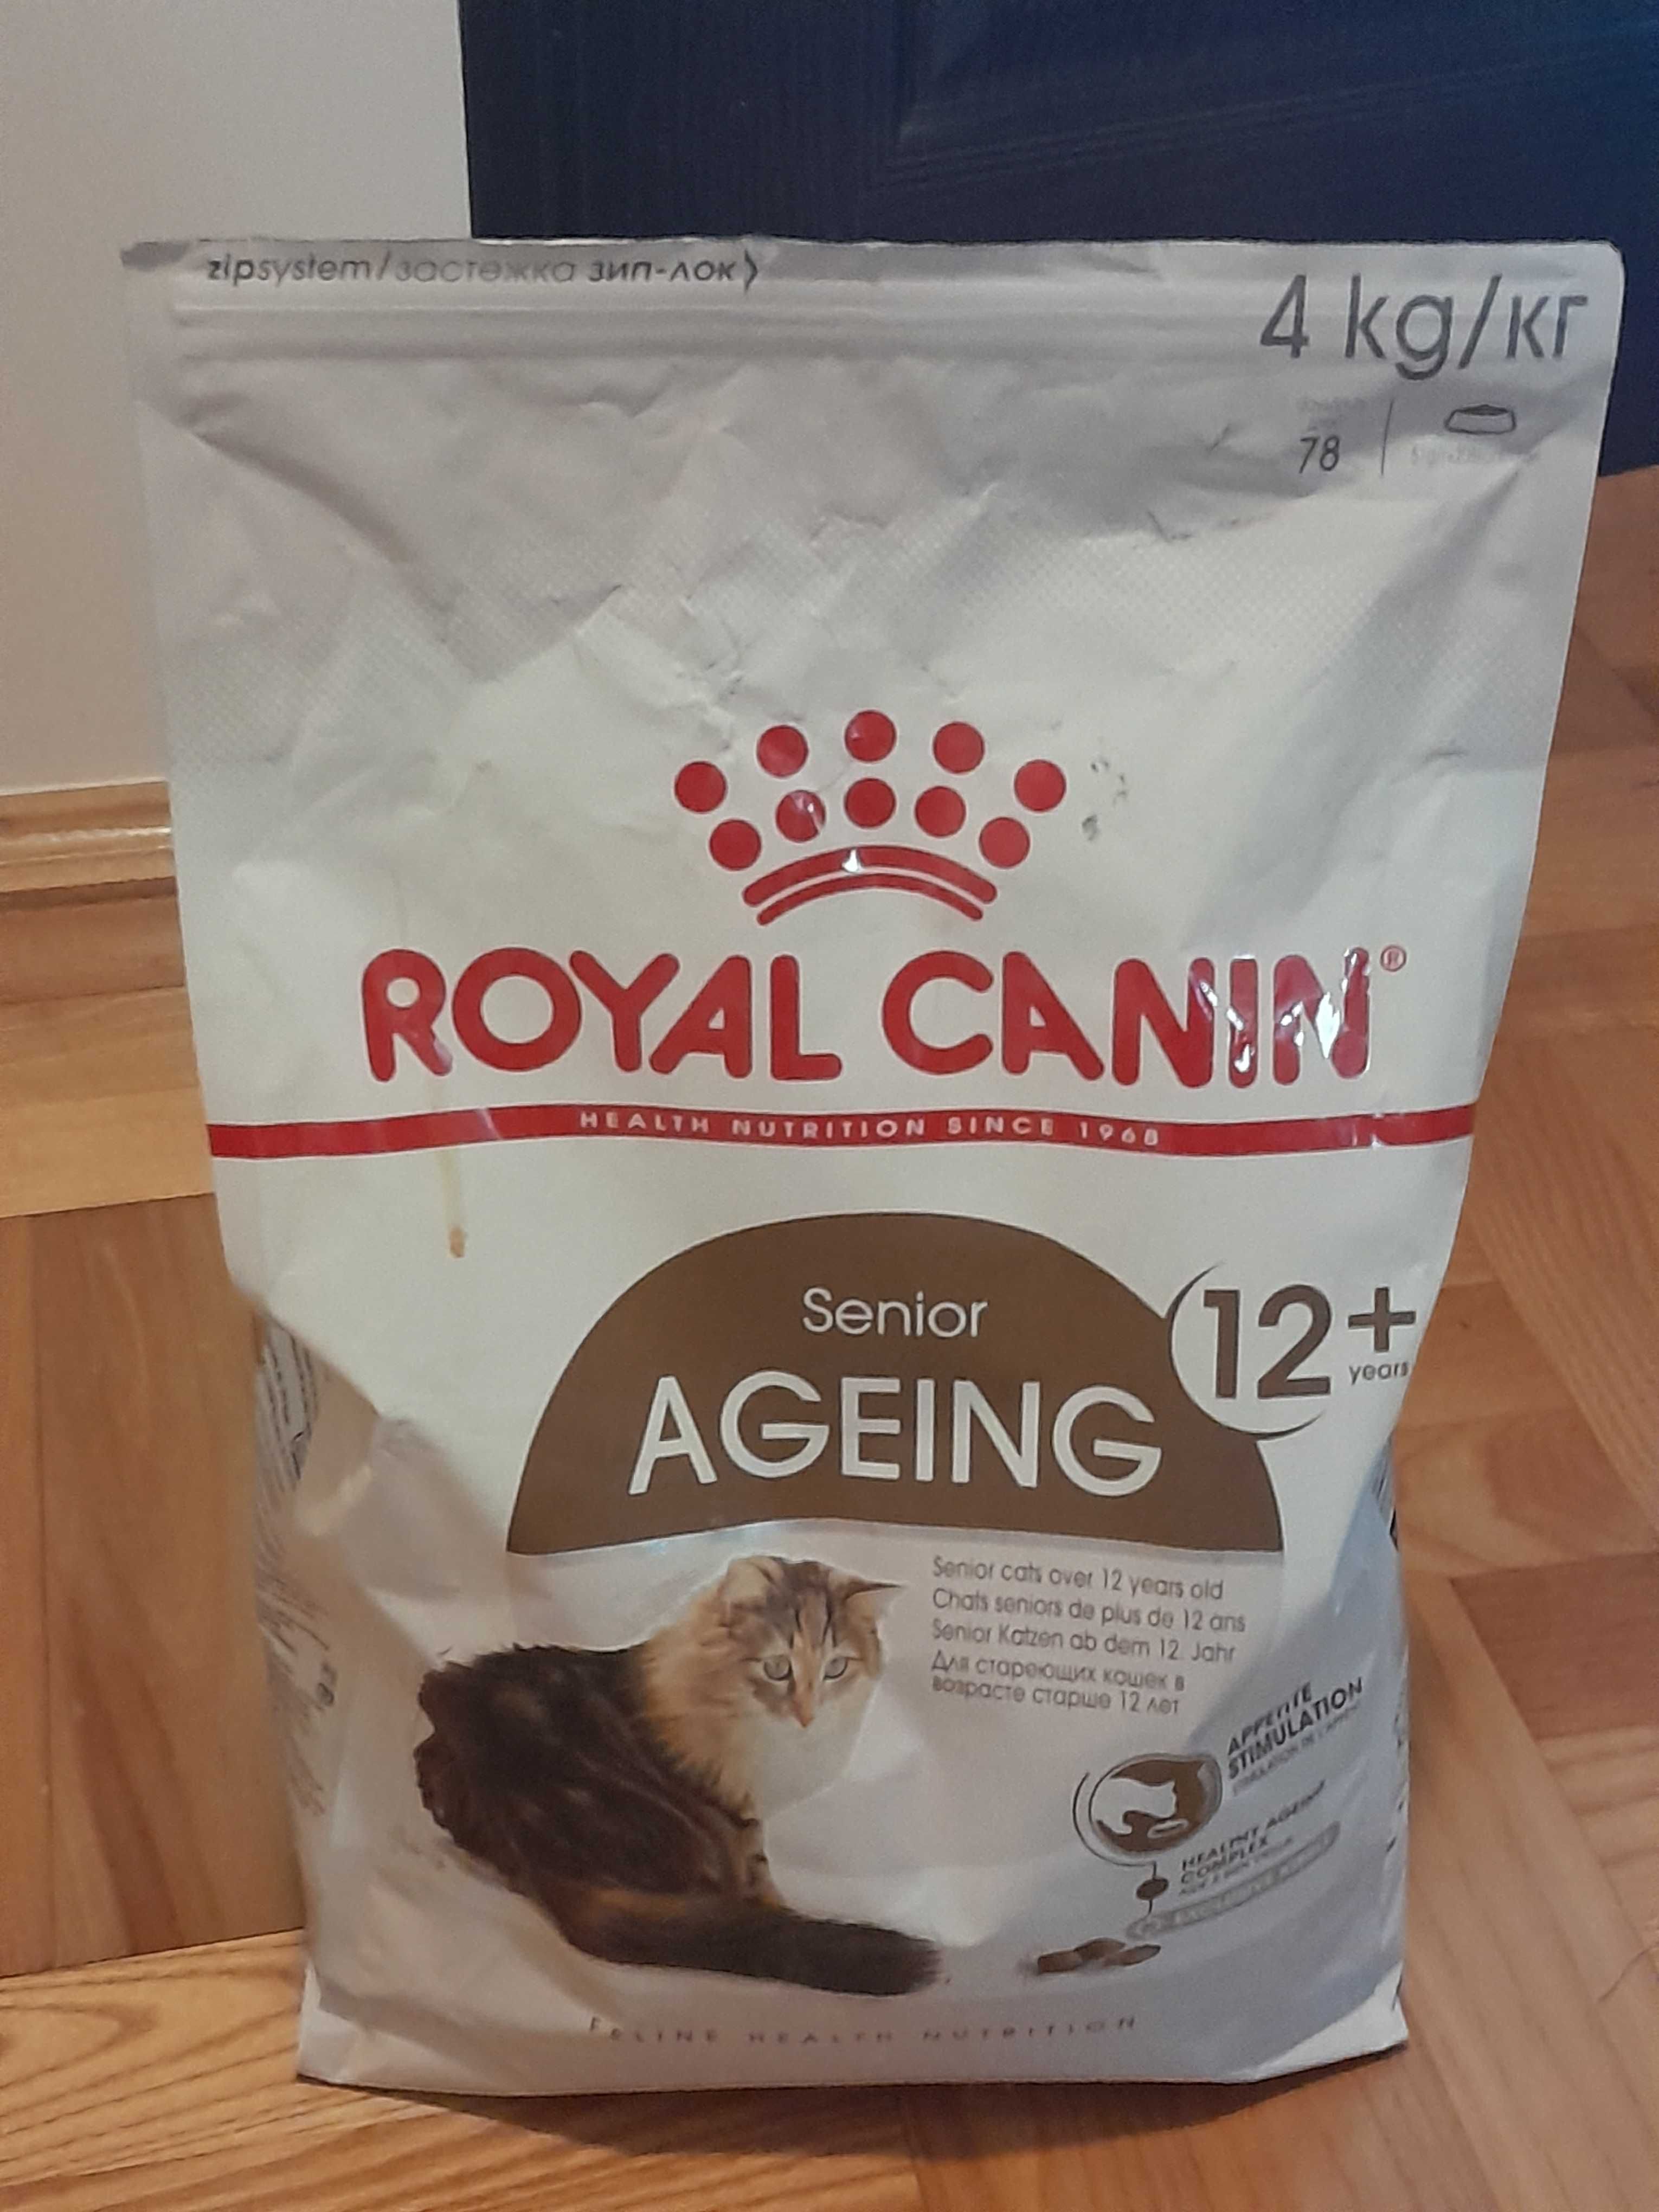 zipsystem/застежка зип-лок
4 kg/кг
78
ROYAL CANIN®
HEALTH NUTRITION SINCE 1968
Senior
AGEING
12+
years
Senior cats over 12 years old
Chats seniors de plus de 12 ans
Senior Katzen ab dem 12. Jahr
Для стареющих кошек в
возрасте старше 12 лет
APPETITE
STIMULATION
HEALTHY AGEING
COMPLEX
FELINE HEALTH NUTRITION